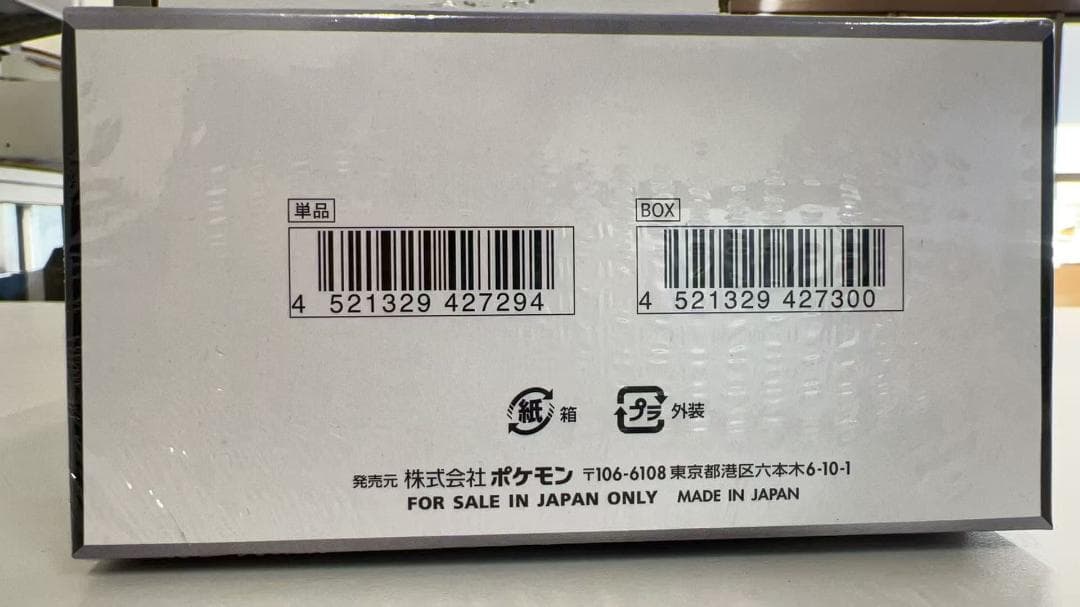 単品
4 521329 427294
BOX
4 521329 427300
紙 箱
プラ 外装
発売元 株式会社 ポケモン 〒106-6108 東京都港区六本木6-10-1
FOR SALE IN JAPAN ONLY MADE IN JAPAN